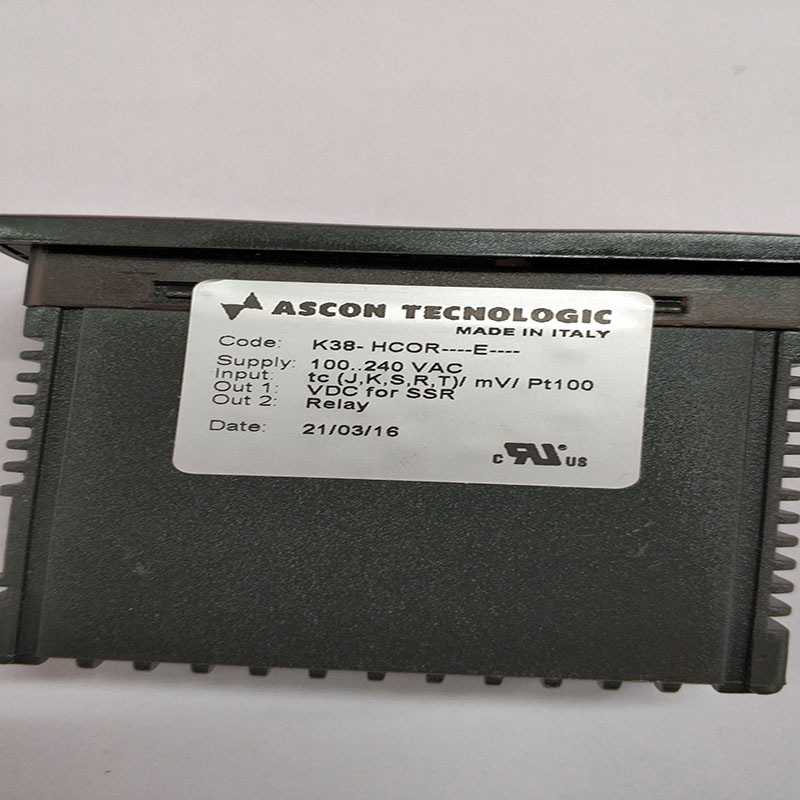 ASCON TECNOLOGIC
MADE IN ITALY
Code: K38- HCOR----E----
Supply: 100..240 VAC
Input: tc (J,K,S,R,T)/ mV/ Pt100
Out 1: VDC for SSR
Out 2: Relay
Date: 21/03/16
c RU® US